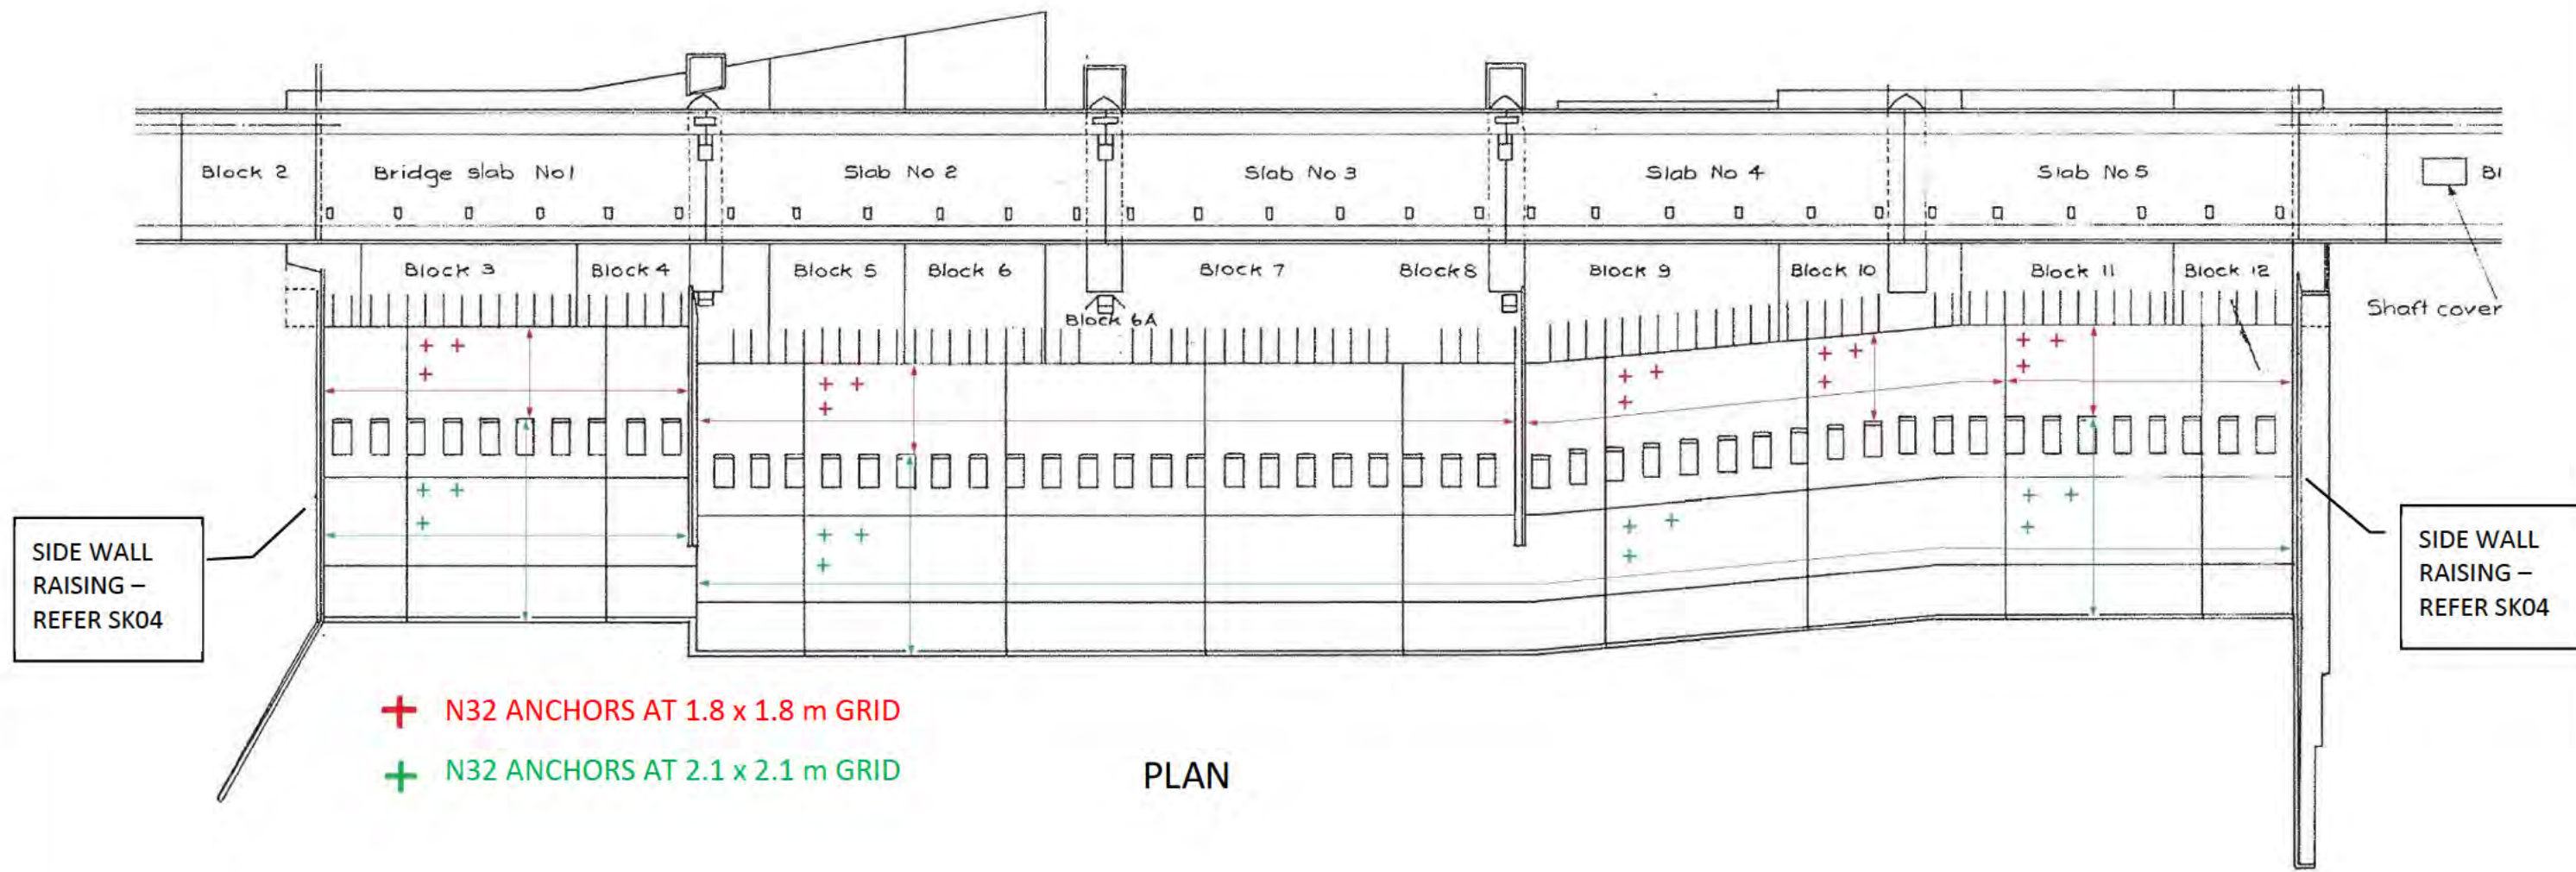 Block 2
Bridge slab No1
Slab No 2
Slab No 3
Slab No 4
Slab No 5
Bl
Block 3
Block 4
Block 5
Block 6
Block 7
Block 8
Block 9
Block 10
Block 11
Block 12
Block 6A
Shaft cover
SIDE WALL
RAISING –
REFER SK04
SIDE WALL
RAISING –
REFER SK04
N32 ANCHORS AT 1.8 x 1.8 m GRID
N32 ANCHORS AT 2.1 x 2.1 m GRID
PLAN